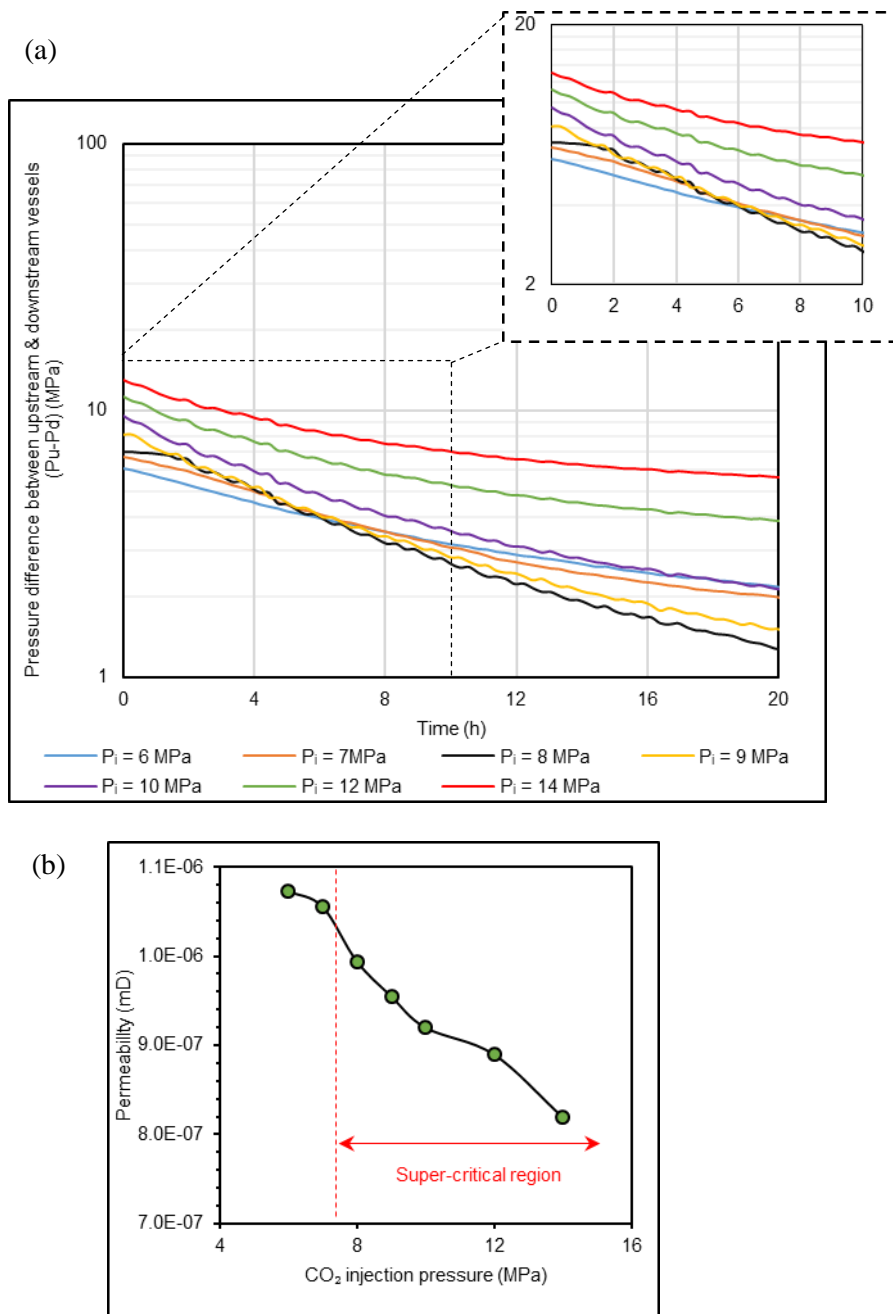 (a)
20
2
0 2 4 6 8 10
100
10
1
0 4 8 12 16 20
Pressure difference between upstream & downstream vessels
(Pu-Pd) (MPa)
Time (h)
Pᵢ = 6 MPa Pᵢ = 7MPa Pᵢ = 8 MPa Pᵢ = 9 MPa
Pᵢ = 10 MPa Pᵢ = 12 MPa Pᵢ = 14 MPa
(b)
1.1E-06
1.0E-06
9.0E-07
8.0E-07
7.0E-07
Permeability (mD)
Super-critical region
4 8 12 16
CO₂ injection pressure (MPa)